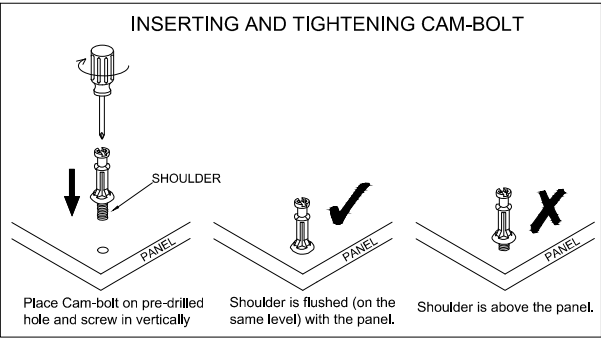 INSERTING AND TIGHTENING CAM-BOLT
SHOULDER
PANEL
Place Cam-bolt on pre-drilled
hole and screw in vertically
PANEL
Shoulder is flushed (on the
same level) with the panel.
PANEL
Shoulder is above the panel.